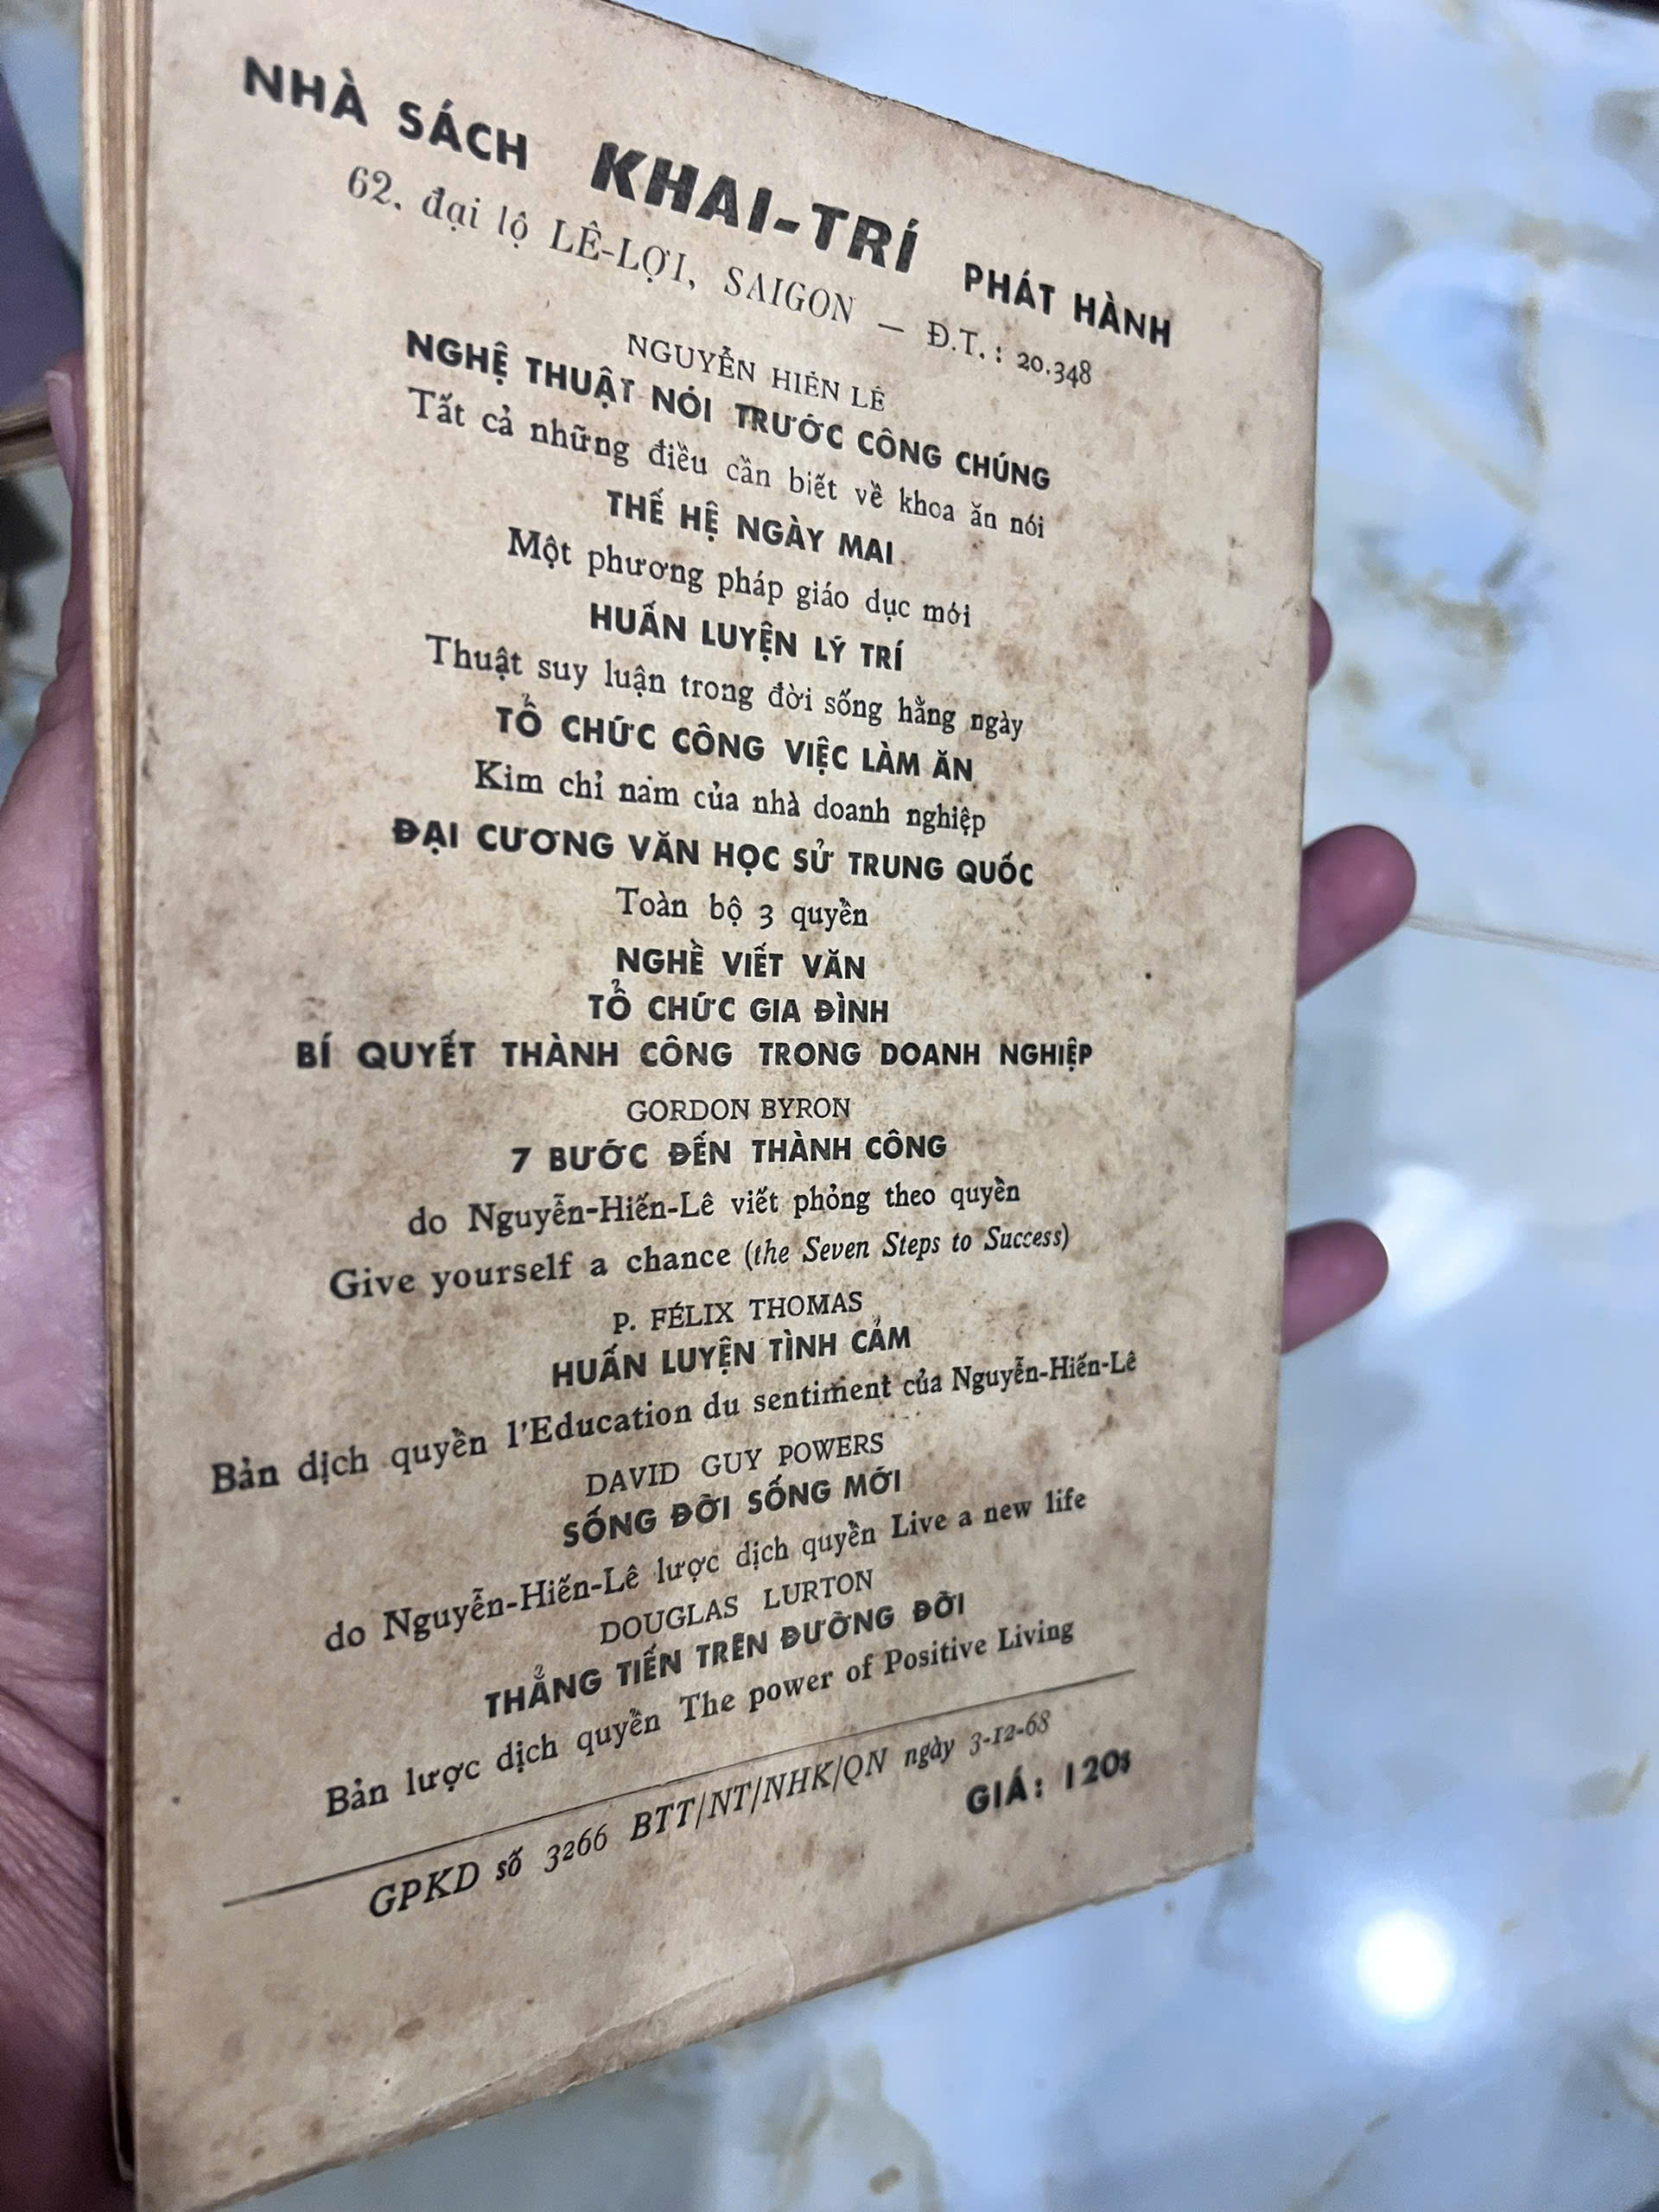 NHÀ SÁCH KHAI-TRÍ PHÁT HÀNH
62, đại lộ LÊ-LỢI, SAIGON — Đ.T. : 20.348
NGUYỄN HIẾN LÊ
NGHỆ THUẬT NÓI TRƯỚC CÔNG CHÚNG
Tất cả những điều cần biết về khoa ăn nói
THẾ HỆ NGÀY MAI
Một phương pháp giáo dục mới
HUẤN LUYỆN LÝ TRÍ
Thuật suy luận trong đời sống hằng ngày
TỔ CHỨC CÔNG VIỆC LÀM ĂN
Kim chỉ nam của nhà doanh nghiệp
ĐẠI CƯƠNG VĂN HỌC SỬ TRUNG QUỐC
Toàn bộ 3 quyển
NGHỀ VIẾT VĂN
TỔ CHỨC GIA ĐÌNH
BÍ QUYẾT THÀNH CÔNG TRONG DOANH NGHIỆP
GORDON BYRON
7 BƯỚC ĐẾN THÀNH CÔNG
do Nguyễn-Hiến-Lê viết phỏng theo quyển
Give yourself a chance (the Seven Steps to Success)
P. FÉLIX THOMAS
HUẤN LUYỆN TÌNH CẢM
Bản dịch quyển l'Education du sentiment của Nguyễn-Hiến-Lê
DAVID GUY POWERS
SỐNG ĐỜI SỐNG MỚI
do Nguyễn-Hiến-Lê lược dịch quyển Live a new life
DOUGLAS LURTON
THẲNG TIẾN TRÊN ĐƯỜNG ĐỜI
Bản lược dịch quyển The power of Positive Living
GPKD số 3266 BTT/NT/NHK/QN ngày 3-12-68
GIÁ : 120$